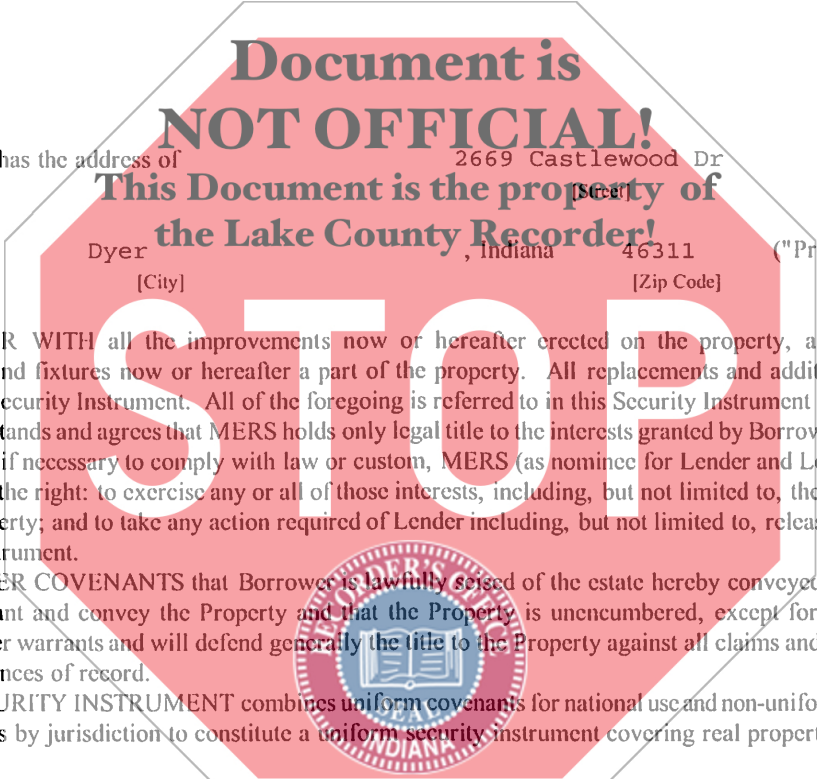 Document is
NOT OFFICIAL!
has the address of 2669 Castlewood Dr
This Document is the property of
[Street]
the Lake County Recorder!
Dyer , Indiana 46311 ("Pr
[City] [Zip Code]
STOP
R WITH all the improvements now or hereafter erected on the property, a
nd fixtures now or hereafter a part of the property. All replacements and addit
ecurity Instrument. All of the foregoing is referred to in this Security Instrument
tands and agrees that MERS holds only legal title to the interests granted by Borrow
if necessary to comply with law or custom, MERS (as nominee for Lender and L
the right: to exercise any or all of those interests, including, but not limited to, the
erty; and to take any action required of Lender including, but not limited to, relea
rument.
ER COVENANTS that Borrower is lawfully seised of the estate hereby conveyed
nt and convey the Property and that the Property is unencumbered, except for
r warrants and will defend generally the title to the Property against all claims and
nces of record.
URITY INSTRUMENT combines uniform covenants for national use and non-unifo
s by jurisdiction to constitute a uniform security instrument covering real propert
RECORDER'S OFFICE
SEAL
INDIANA